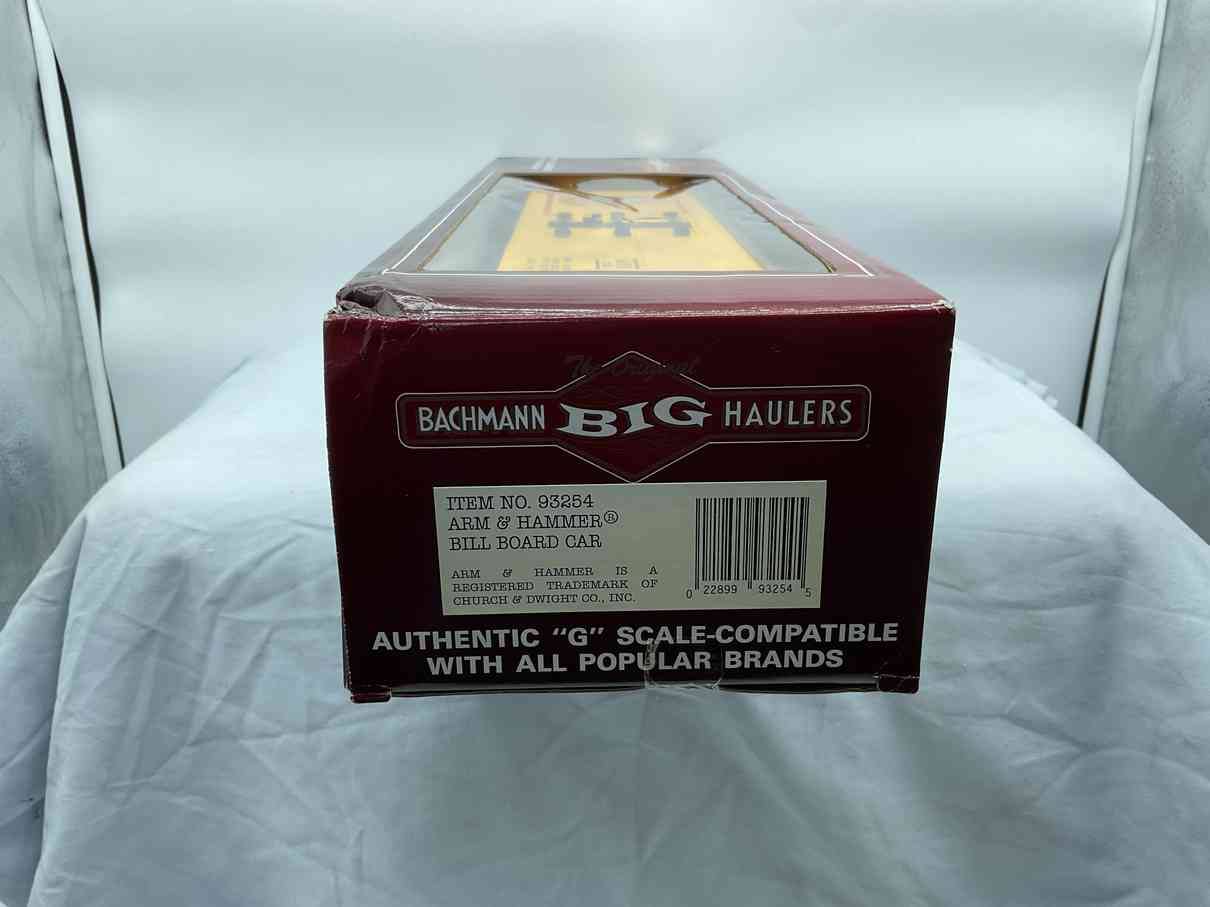 The Original
BACHMANN BIG HAULERS
ITEM NO. 93254
ARM & HAMMER®
BILL BOARD CAR
ARM & HAMMER IS A
REGISTERED TRADEMARK OF
CHURCH & DWIGHT CO., INC.
0 22899 93254 5
AUTHENTIC "G" SCALE-COMPATIBLE
WITH ALL POPULAR BRANDS